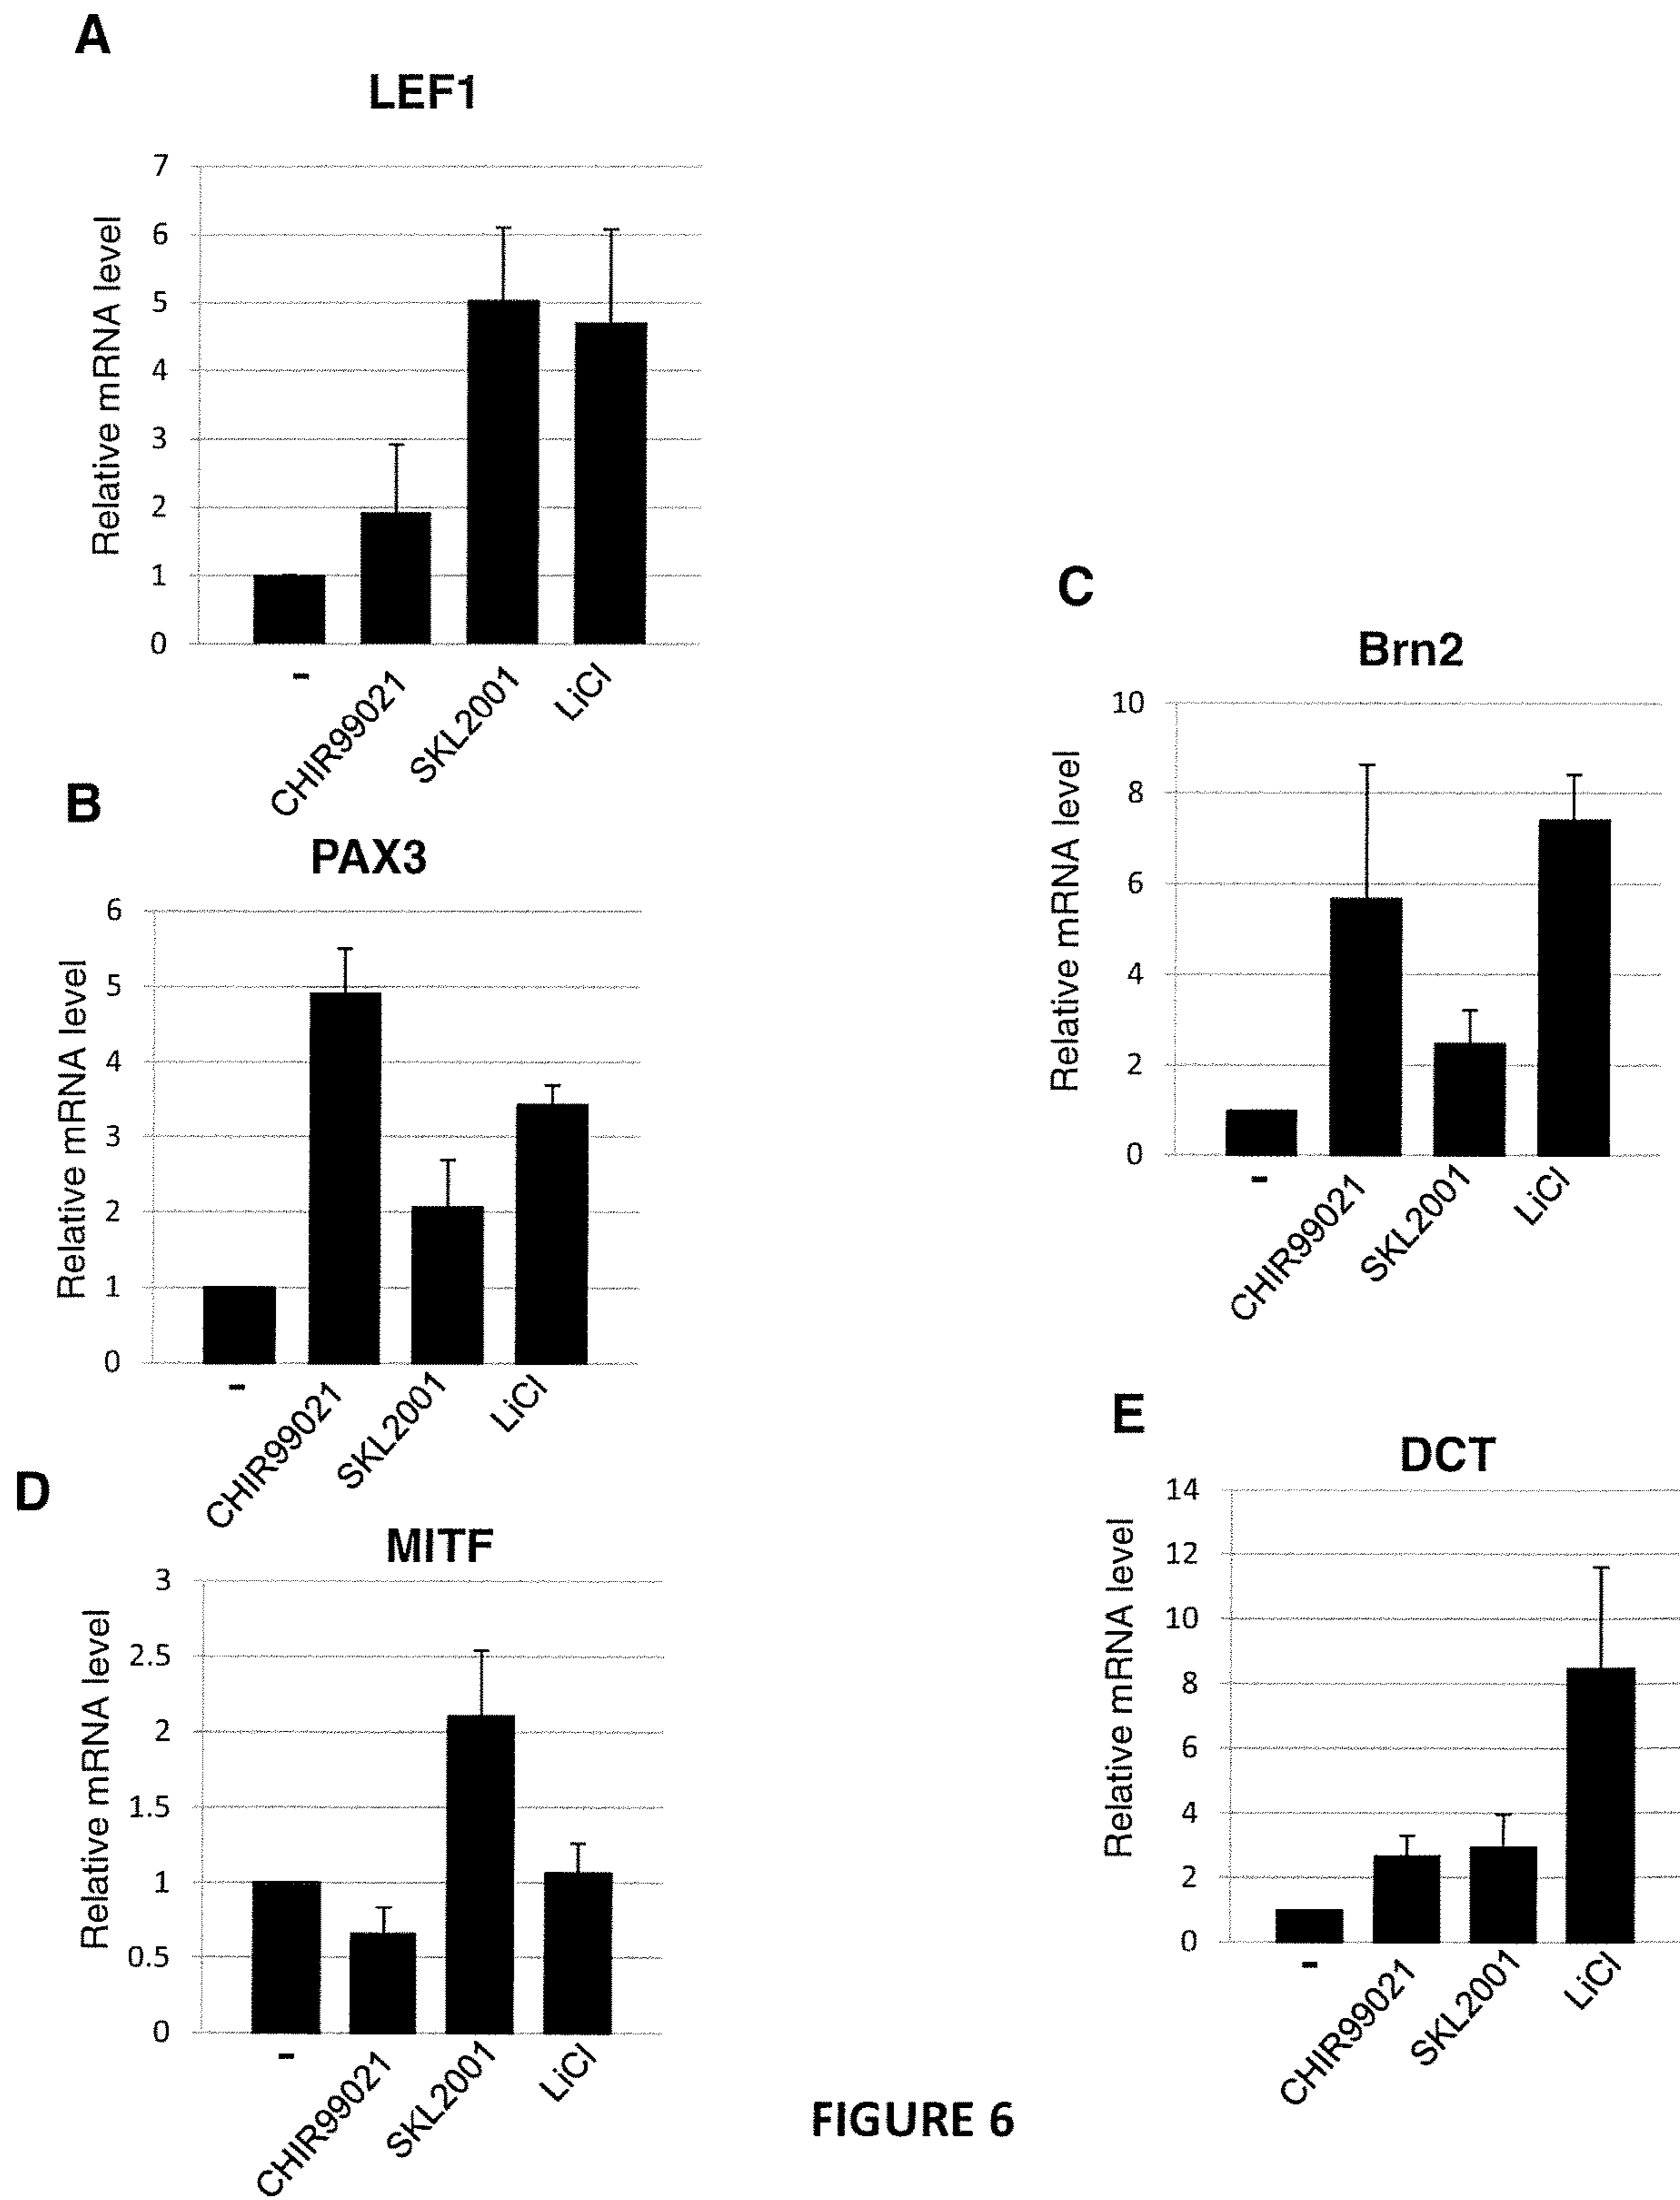 A
LEF1
Relative mRNA level
7
6
5
4
3
2
1
0
-
CHIR99021
SKL2001
LiCl
B
PAX3
Relative mRNA level
6
5
4
3
2
1
0
-
CHIR99021
SKL2001
LiCl
C
Brn2
Relative mRNA level
10
8
6
4
2
0
-
CHIR99021
SKL2001
LiCl
D
MITF
Relative mRNA level
3
2.5
2
1.5
1
0.5
0
-
CHIR99021
SKL2001
LiCl
E
DCT
Relative mRNA level
14
12
10
8
6
4
2
0
-
CHIR99021
SKL2001
LiCl
FIGURE 6